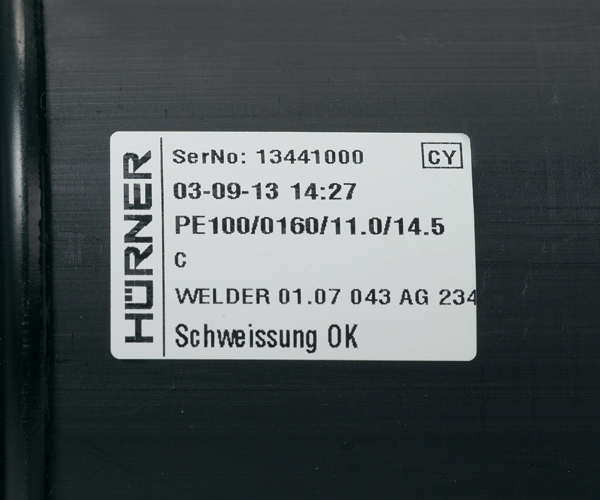 HÜRNER
SerNo: 13441000 CY
03-09-13 14:27
PE100/0160/11.0/14.5
C
WELDER 01.07 043 AG 234
Schweissung OK